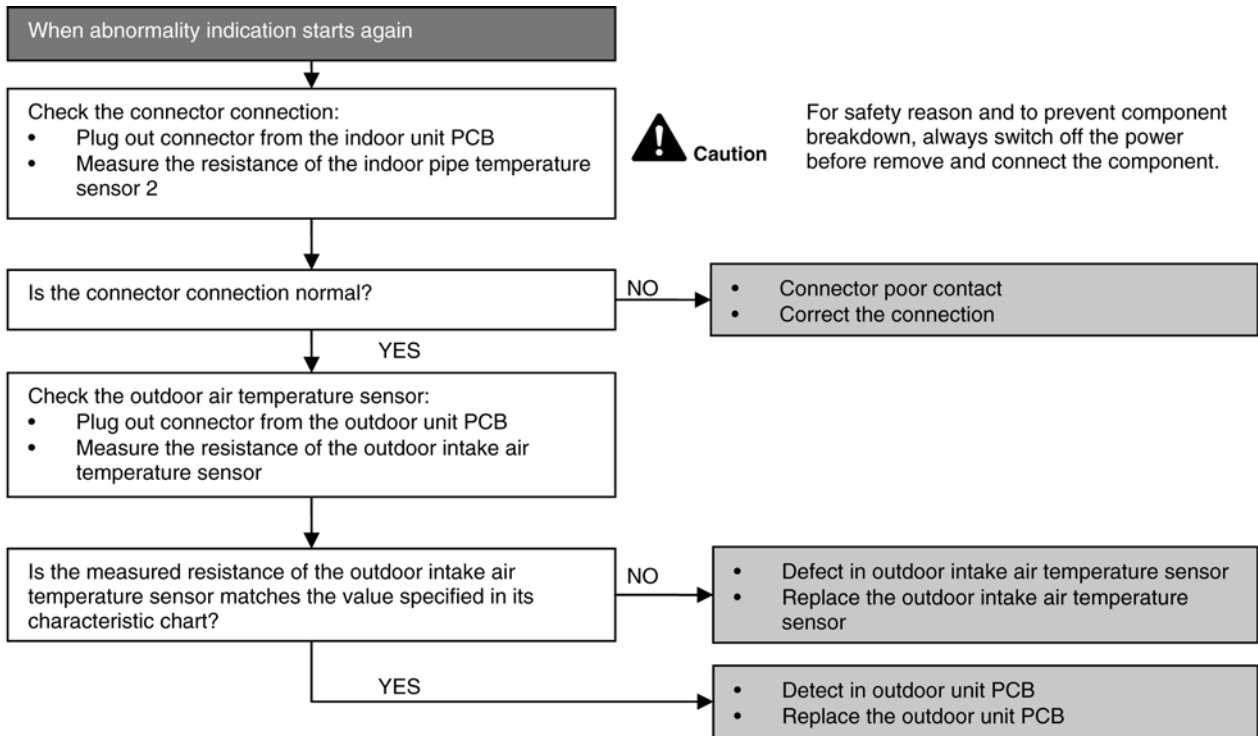 When abnormality indication starts again
Check the connector connection:
• Plug out connector from the indoor unit PCB
• Measure the resistance of the indoor pipe temperature
sensor 2
Caution
For safety reason and to prevent component
breakdown, always switch off the power
before remove and connect the component.
Is the connector connection normal?
NO
• Connector poor contact
• Correct the connection
YES
Check the outdoor air temperature sensor:
• Plug out connector from the outdoor unit PCB
• Measure the resistance of the outdoor intake air
temperature sensor
Is the measured resistance of the outdoor intake air
temperature sensor matches the value specified in its
characteristic chart?
NO
• Defect in outdoor intake air temperature sensor
• Replace the outdoor intake air temperature
sensor
YES
• Detect in outdoor unit PCB
• Replace the outdoor unit PCB